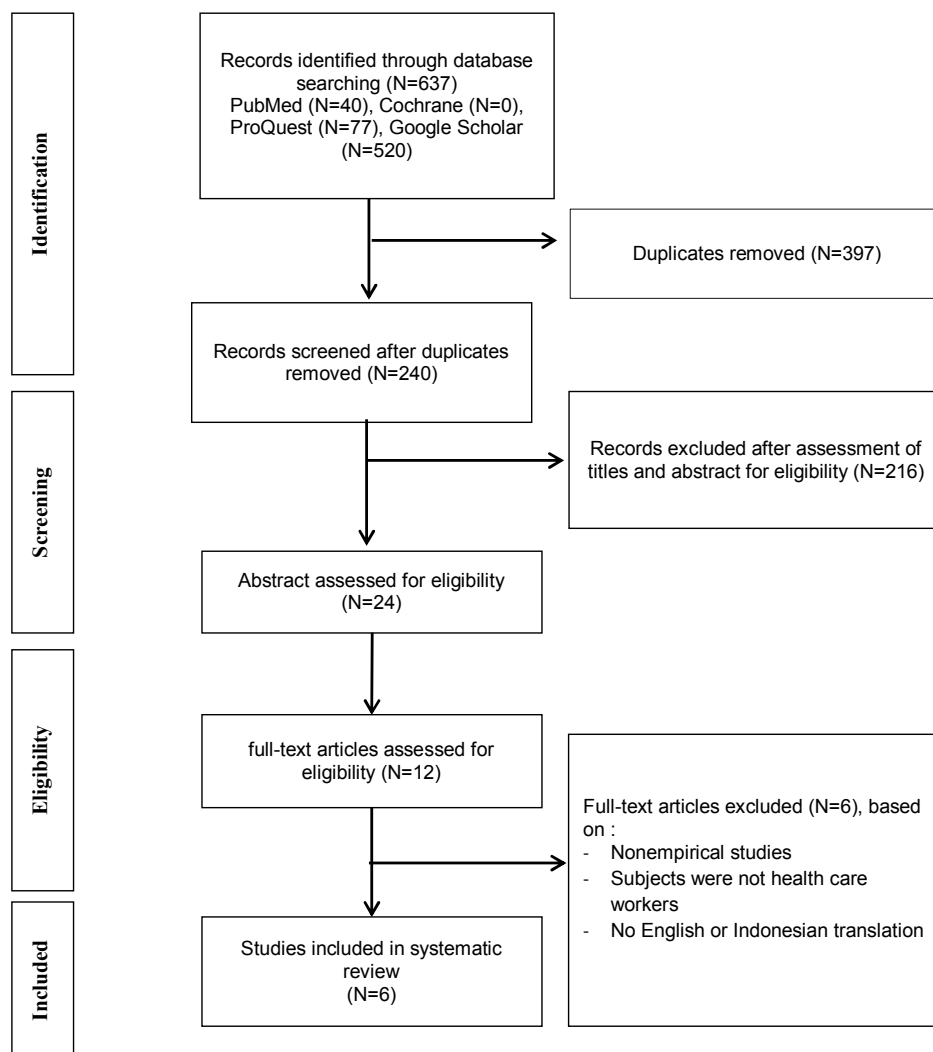 Identification
Records identified through database
searching (N=637)
PubMed (N=40), Cochrane (N=0),
ProQuest (N=77), Google Scholar
(N=520)
Duplicates removed (N=397)
Records screened after duplicates
removed (N=240)
Screening
Records excluded after assessment of
titles and abstract for eligibility (N=216)
Abstract assessed for eligibility
(N=24)
Eligibility
full-text articles assessed for
eligibility (N=12)
Full-text articles excluded (N=6), based
on :
- Nonempirical studies
- Subjects were not health care
workers
- No English or Indonesian translation
Included
Studies included in systematic
review
(N=6)